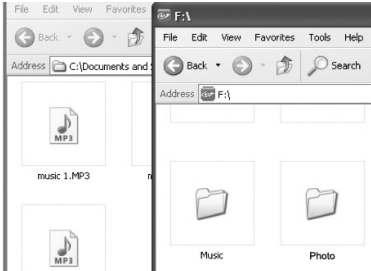 File Edit View Favorites
Back
Address C:\Documents and
MP3
music 1.MP3
MP3
F:\
File Edit View Favorites Tools Help
Back Search
Address F:\
Music Photo